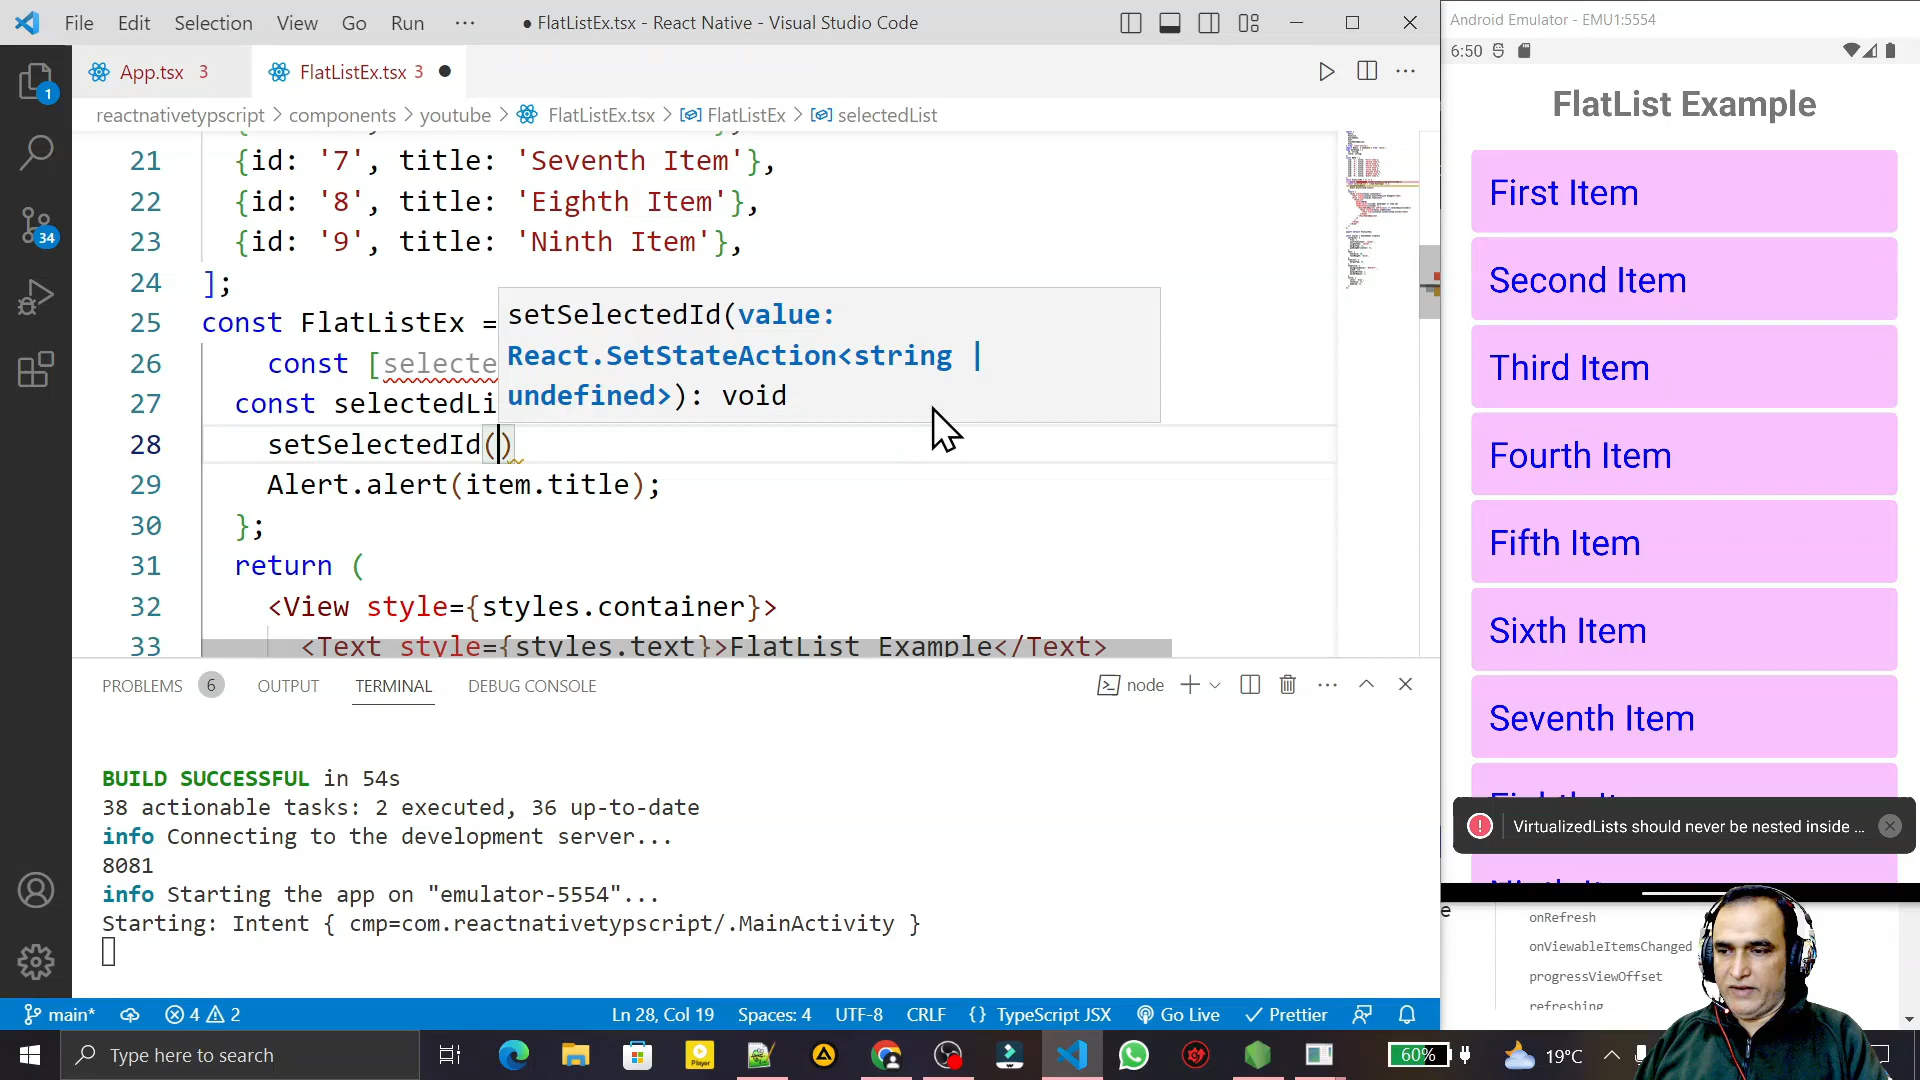 File Edit Selection View Go Run ··· ● FlatListEx.tsx - React Native - Visual Studio Code
App.tsx 3 FlatListEx.tsx 3 ●
reactnativetypscript > components > youtube > FlatListEx.tsx > FlatListEx > selectedList
21 {id: '7', title: 'Seventh Item'},
22 {id: '8', title: 'Eighth Item'},
23 {id: '9', title: 'Ninth Item'},
24 ];
25 const FlatListEx =
26 const [selecte
27 const selectedLi
28 setSelectedId()
29 Alert.alert(item.title);
30 };
31 return (
32 <View style={styles.container}>
33 <Text style={styles.text}>FlatList Example</Text>
setSelectedId(value:
React.SetStateAction<string |
undefined>): void
1
34
PROBLEMS 6 OUTPUT TERMINAL DEBUG CONSOLE node
BUILD SUCCESSFUL in 54s
38 actionable tasks: 2 executed, 36 up-to-date
info Connecting to the development server...
8081
info Starting the app on "emulator-5554"...
Starting: Intent { cmp=com.reactnativetypscript/.MainActivity }
main* 4 2 Ln 28, Col 19 Spaces: 4 UTF-8 CRLF {} TypeScript JSX Go Live Prettier
Type here to search 60% 19°C
Android Emulator - EMU1:5554
6:50
FlatList Example
First Item
Second Item
Third Item
Fourth Item
Fifth Item
Sixth Item
Seventh Item
VirtualizedLists should never be nested inside ...
onRefresh
onViewableItemsChanged
progressViewOffset
refreshing